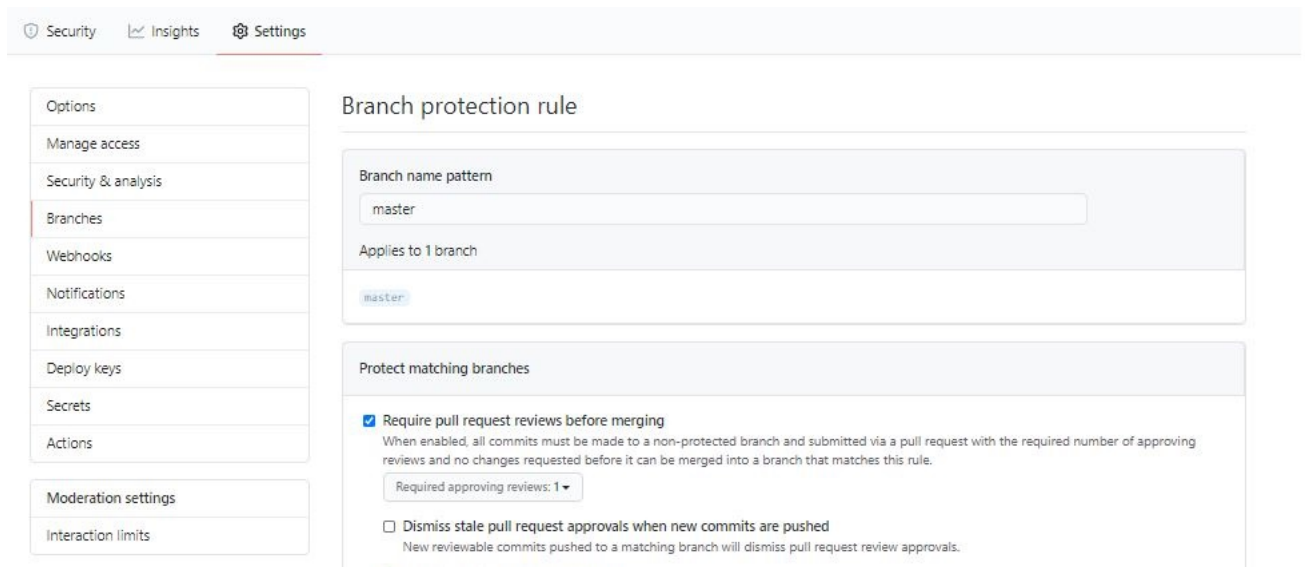 Security Insights Settings
Options
Manage access
Security & analysis
Branches
Webhooks
Notifications
Integrations
Deploy keys
Secrets
Actions
Moderation settings
Interaction limits
Branch protection rule
Branch name pattern
master
Applies to 1 branch
master
Protect matching branches
Require pull request reviews before merging
When enabled, all commits must be made to a non-protected branch and submitted via a pull request with the required number of approving
reviews and no changes requested before it can be merged into a branch that matches this rule.
Required approving reviews: 1
Dismiss stale pull request approvals when new commits are pushed
New reviewable commits pushed to a matching branch will dismiss pull request review approvals.